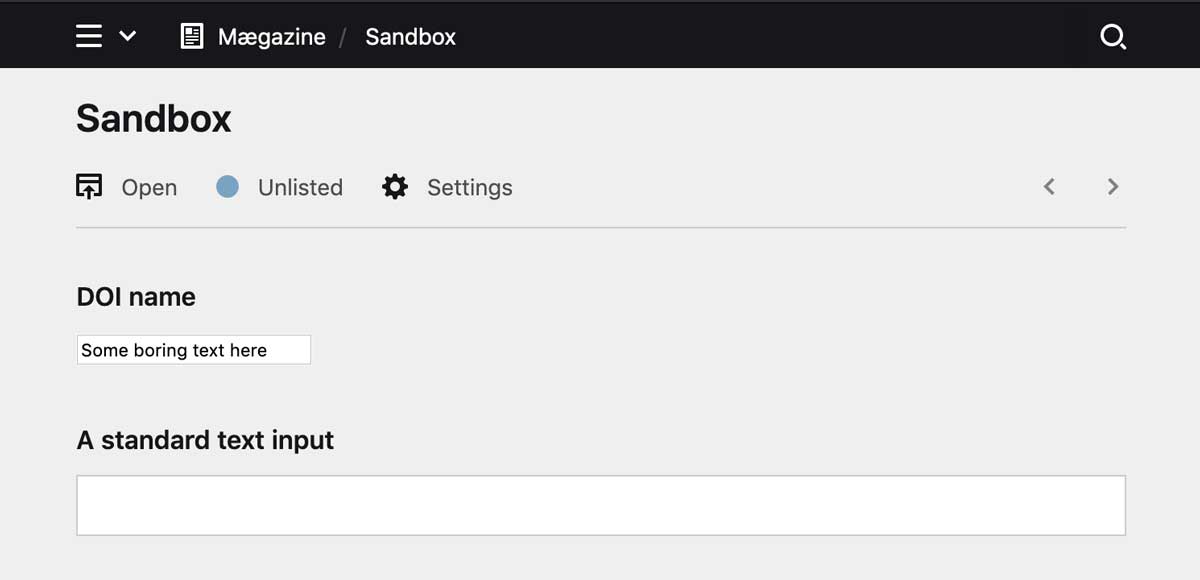 Mægazine / Sandbox
Sandbox
Open Unlisted Settings
DOI name
Some boring text here
A standard text input